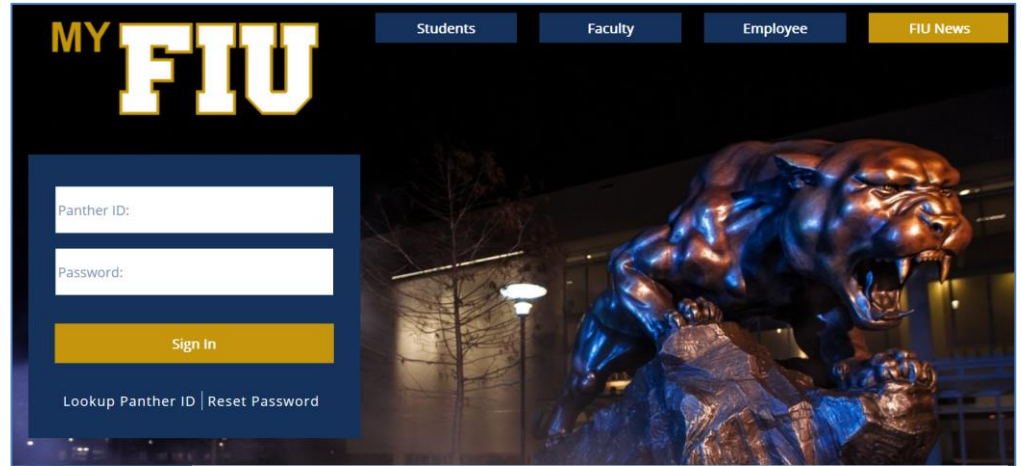 MY FIU
Students
Faculty
Employee
FIU News
Panther ID:
Password:
Sign In
Lookup Panther ID | Reset Password